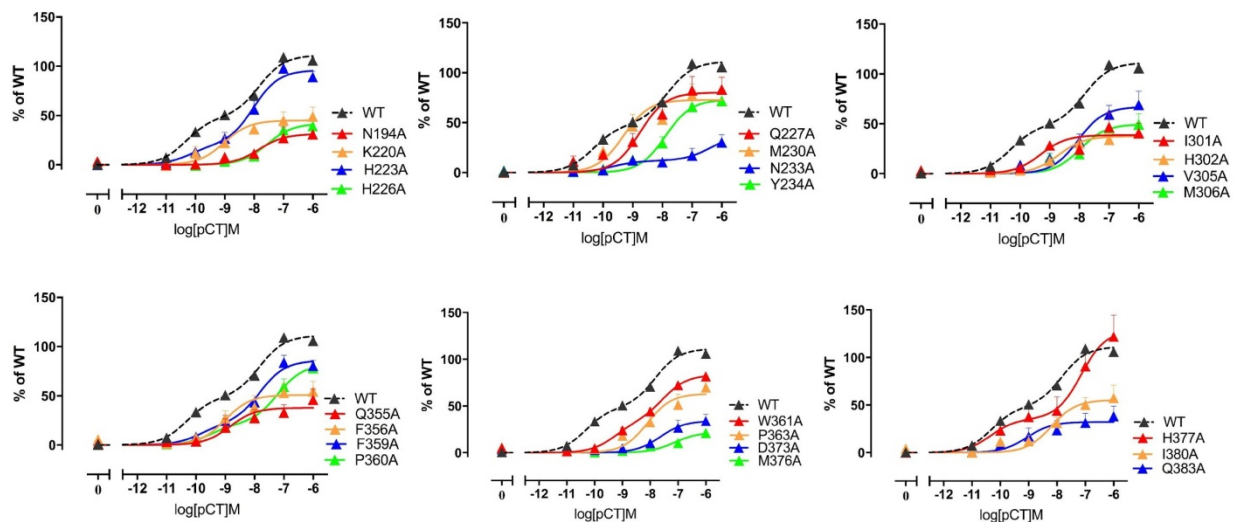 150
100
50
0
% of WT
0
-12 -11 -10 -9 -8 -7 -6
log[pCT]M
WT
N194A
K220A
H223A
H226A
150
100
50
0
% of WT
0
-12 -11 -10 -9 -8 -7 -6
log[pCT]M
WT
Q227A
M230A
N233A
Y234A
150
100
50
0
% of WT
0
-12 -11 -10 -9 -8 -7 -6
log[pCT]M
WT
I301A
H302A
V305A
M306A
150
100
50
0
% of WT
0
-12 -11 -10 -9 -8 -7 -6
log[pCT]M
WT
Q355A
F356A
F359A
P360A
150
100
50
0
% of WT
0
-12 -11 -10 -9 -8 -7 -6
log[pCT]M
WT
W361A
P363A
D373A
M376A
150
100
50
0
% of WT
0
-12 -11 -10 -9 -8 -7 -6
log[pCT]M
WT
H377A
I380A
Q383A